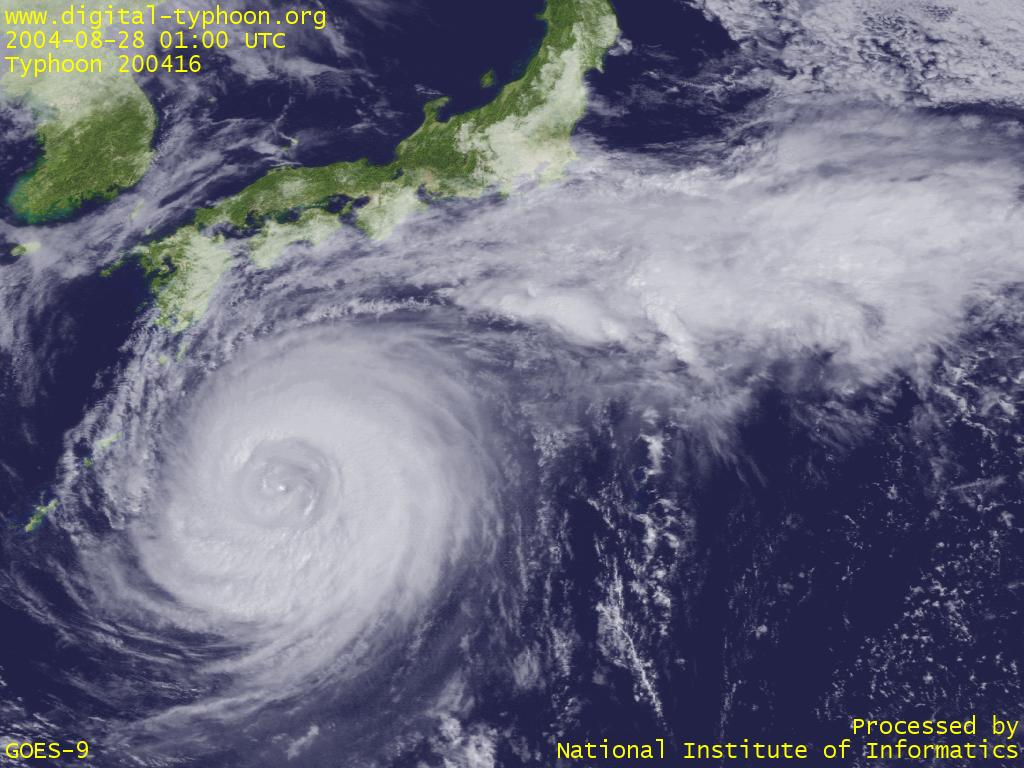 www.digital-typhoon.org
2004-08-28 01:00 UTC
Typhoon 200416
Processed by
GOES-9
National Institute of Informatics